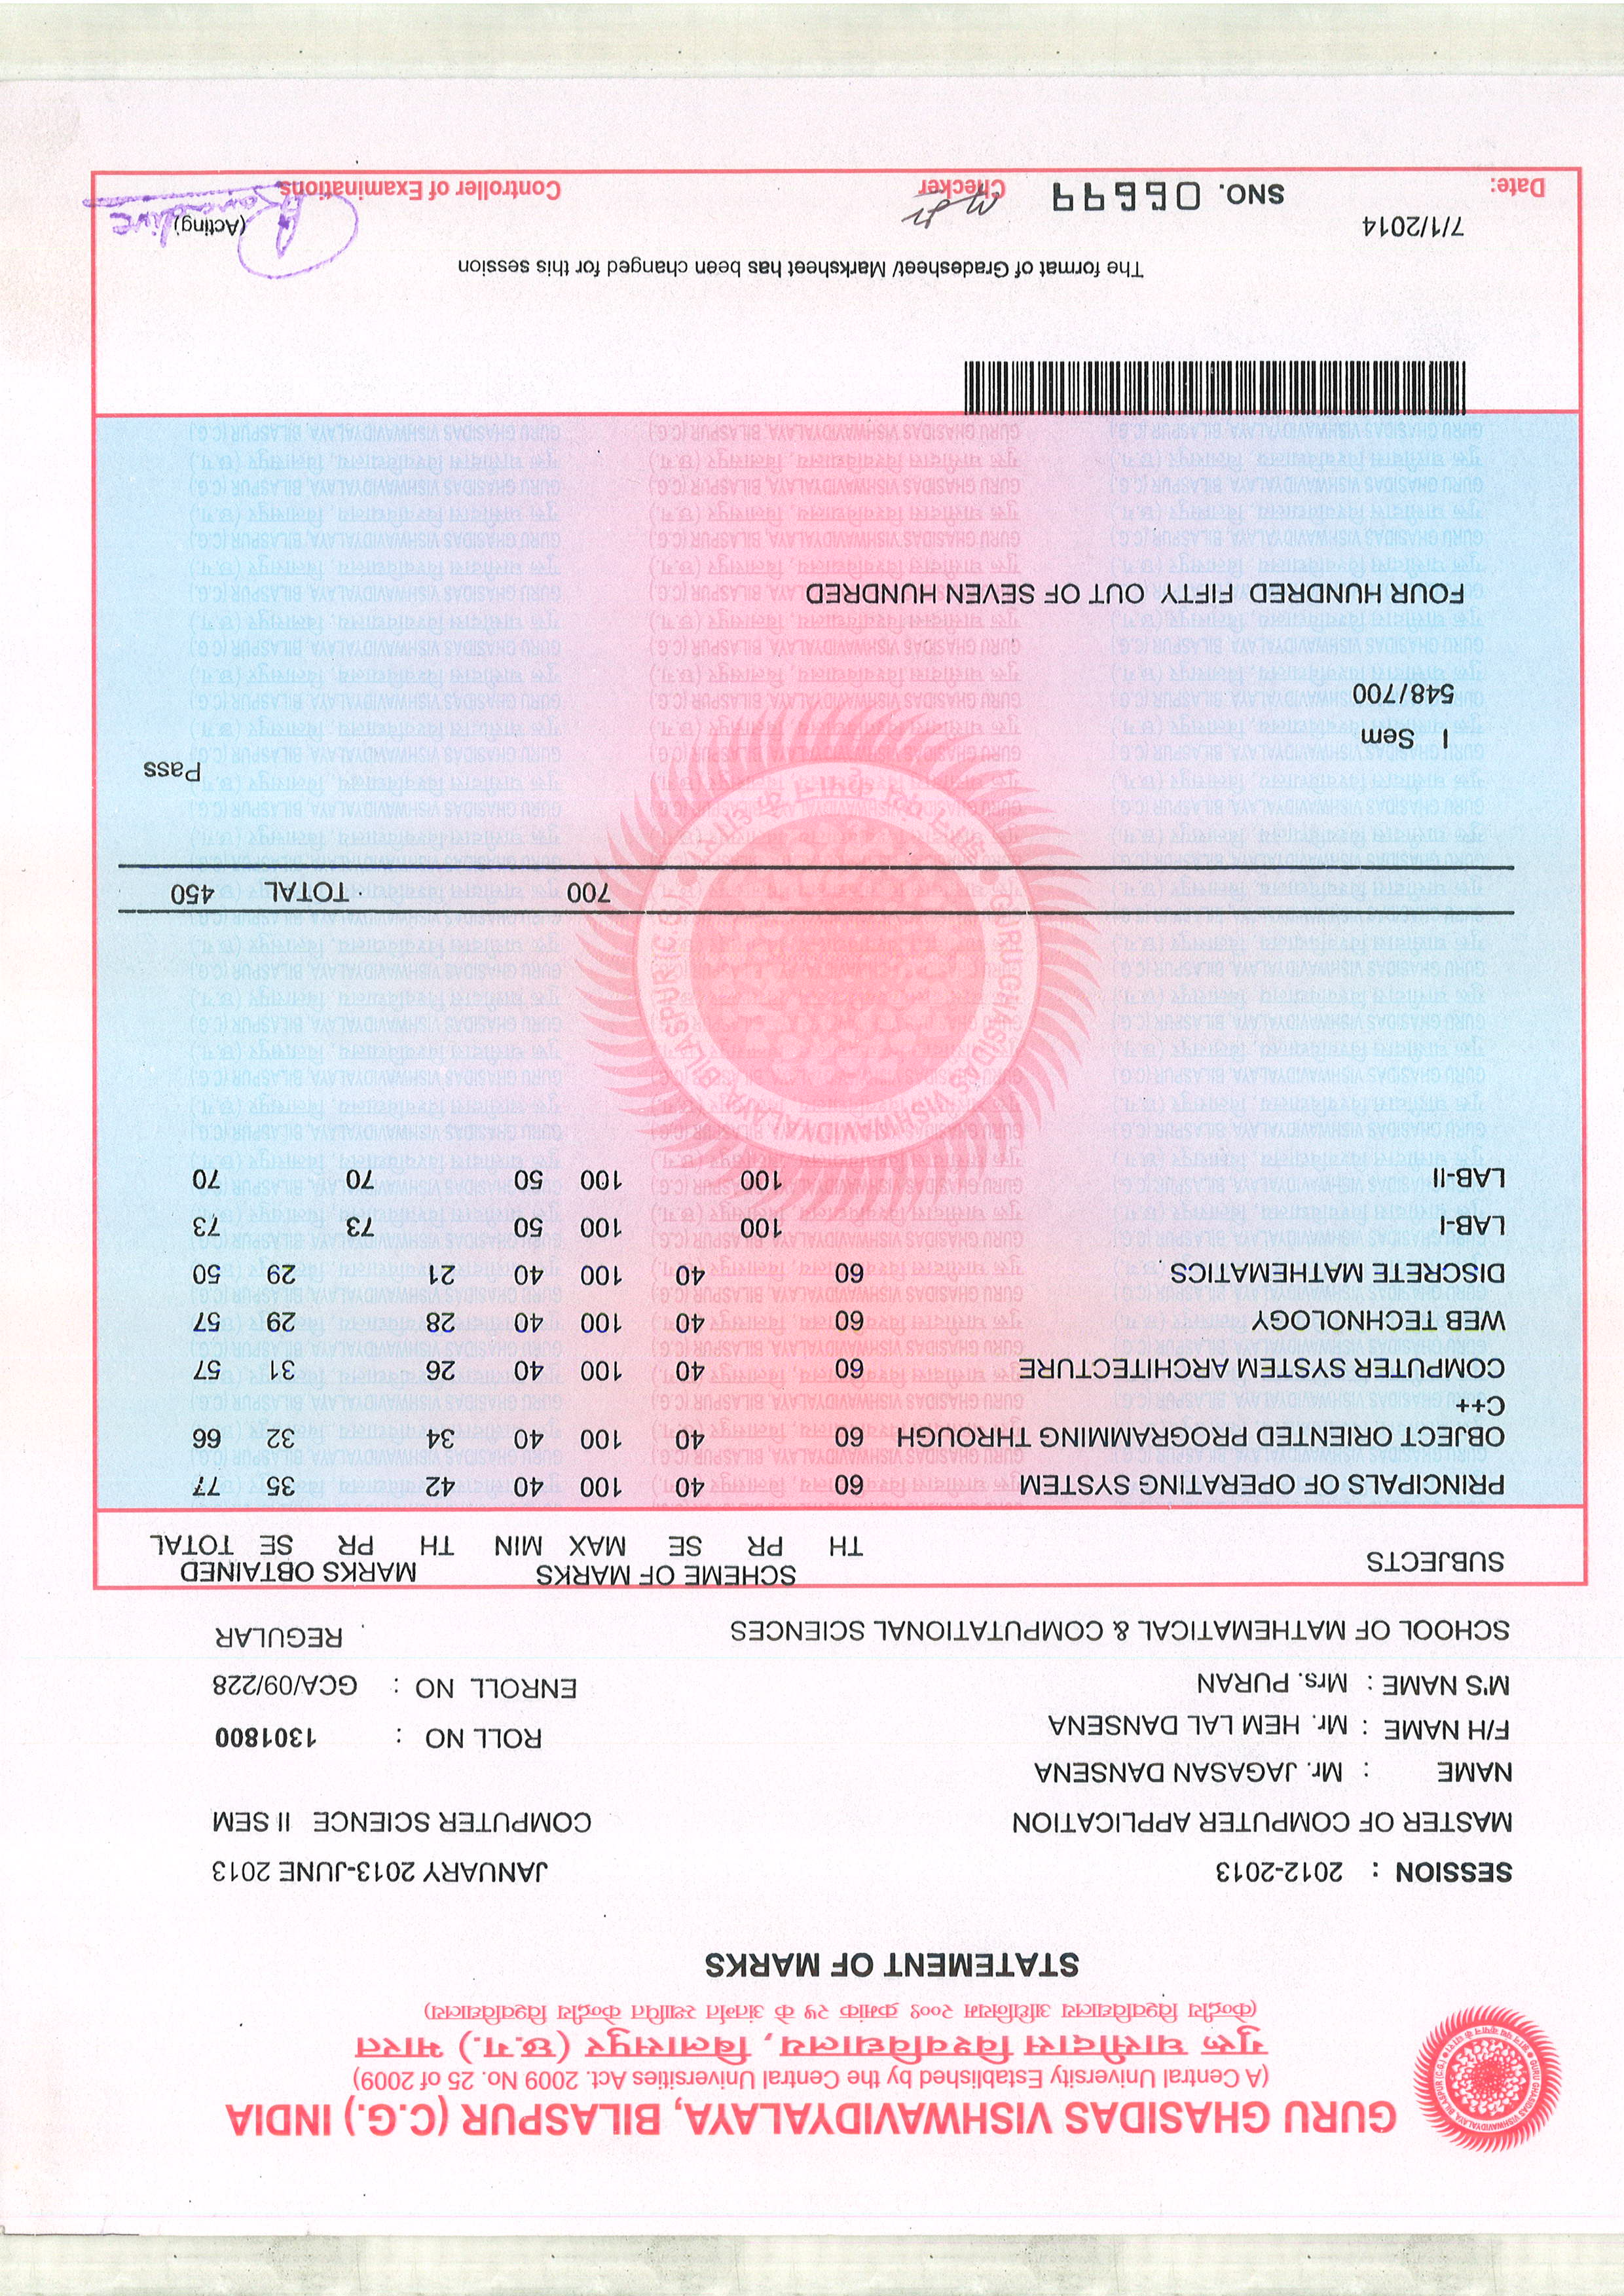 GURU GHASIDAS VISHWAVIDYALAYA, BILASPUR (C.G.) INDIA
(A Central University Established by the Central Universities Act. 2009 No. 25 of 2009)
गुरू घासीदास विश्वविद्यालय, बिलासपुर (छ.ग.) भारत
(केन्द्रीय विश्वविद्यालय अधिनियम २००९ क्रमांक २५ के अंतर्गत स्थापित केन्द्रीय विश्वविद्यालय)
STATEMENT OF MARKS
SESSION : 2012-2013 JANUARY 2013-JUNE 2013
MASTER OF COMPUTER APPLICATION COMPUTER SCIENCE II SEM
NAME : Mr. JAGASAN DANSENA
F/H NAME : Mr. HEM LAL DANSENA ROLL NO : 1301800
M'S NAME : Mrs. PURAN ENROLL NO : GCA/09/228
SCHOOL OF MATHEMATICAL & COMPUTATIONAL SCIENCES REGULAR
SUBJECTS SCHEME OF MARKS MARKS OBTAINED
TH PR SE MAX MIN TH PR SE TOTAL
PRINCIPALS OF OPERATING SYSTEM 60 40 100 40 42 35 77
OBJECT ORIENTED PROGRAMMING THROUGH 60 40 100 40 34 32 66
C++
COMPUTER SYSTEM ARCHITECTURE 60 40 100 40 26 31 57
WEB TECHNOLOGY 60 40 100 40 28 29 57
DISCRETE MATHEMATICS 60 40 100 40 21 29 50
LAB-I 100 100 50 73 73
LAB-II 100 100 50 70 70
700 TOTAL 450
Pass
I Sem
548/700
FOUR HUNDRED FIFTY OUT OF SEVEN HUNDRED
The format of Gradesheet/ Marksheet has been changed for this session
7/1/2014 (Acting)
Date: SNO. 06699 Checker Controller of Examinations